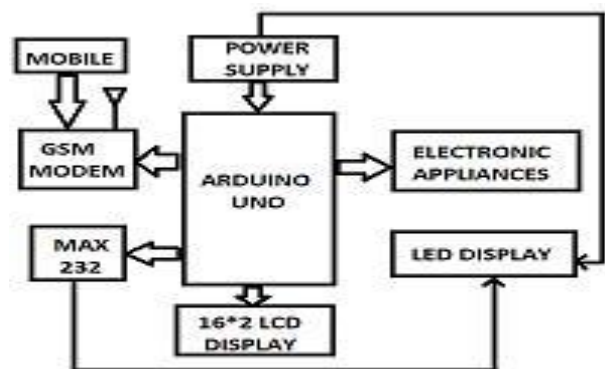 MOBILE
POWER
SUPPLY
GSM
MODEM
ARDUINO
UNO
ELECTRONIC
APPLIANCES
MAX
232
LED DISPLAY
16*2 LCD
DISPLAY